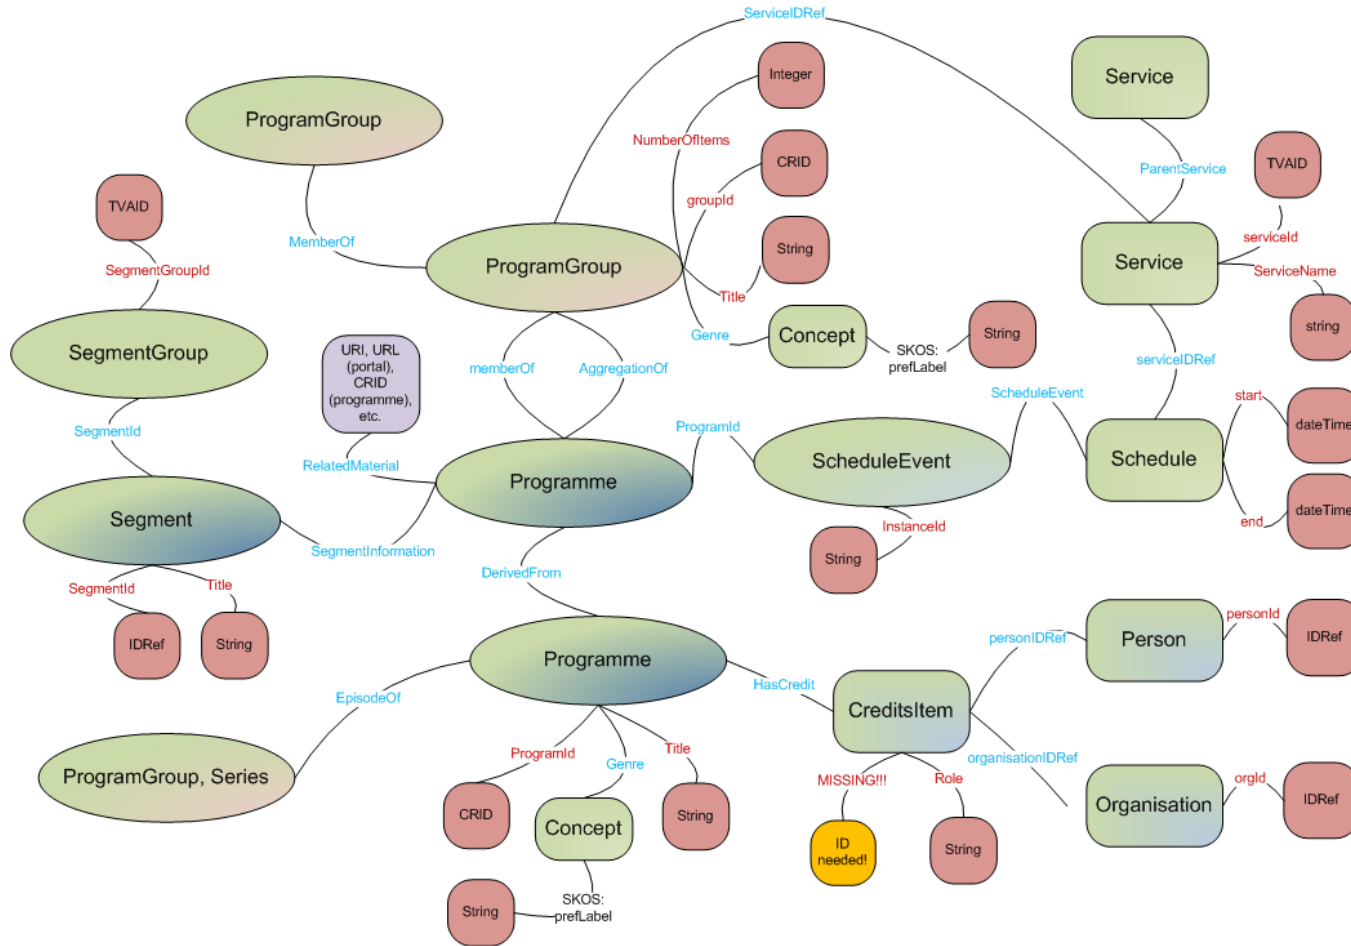 ServiceIDRef
Integer
Service
ProgramGroup
NumberOfItems
CRID
TVAID
ParentService
TVAID
groupId
MemberOf
String
serviceId
ProgramGroup
Service
SegmentGroupId
ServiceName
Title
SegmentGroup
URI, URL
(portal),
CRID
(programme),
etc.
memberOf
AggregationOf
Genre
Concept
SKOS:
prefLabel
String
string
serviceIDRef
ScheduleEvent
start
SegmentId
ProgramId
dateTime
RelatedMaterial
Programme
ScheduleEvent
Schedule
Segment
SegmentInformation
InstanceId
end
dateTime
String
DerivedFrom
SegmentId
Title
IDRef
String
Programme
personIDRef
Person
personId
IDRef
EpisodeOf
HasCredit
CreditsItem
ProgramId
Title
Genre
organisationIDRef
ProgramGroup, Series
MISSING!!!
Role
orgId
CRID
Concept
String
Organisation
IDRef
ID
needed!
String
String
SKOS:
prefLabel